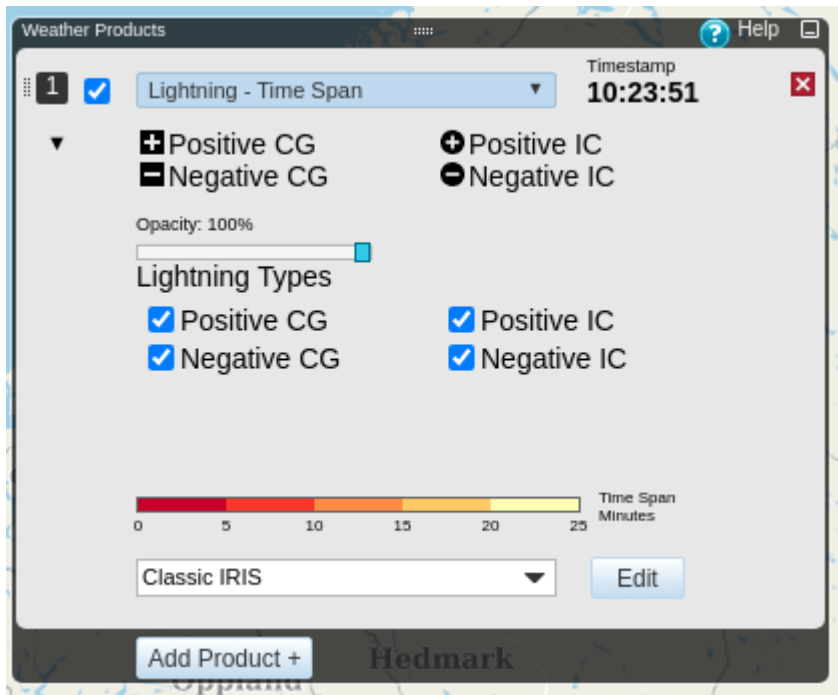 Weather Products
Help
1
Lightning - Time Span
Timestamp
10:23:51
Positive CG
Positive IC
Negative CG
Negative IC
Opacity: 100%
Lightning Types
Positive CG
Positive IC
Negative CG
Negative IC
0 5 10 15 20 25
Time Span
Minutes
Classic IRIS
Edit
Add Product +
Hedmark
Oppland